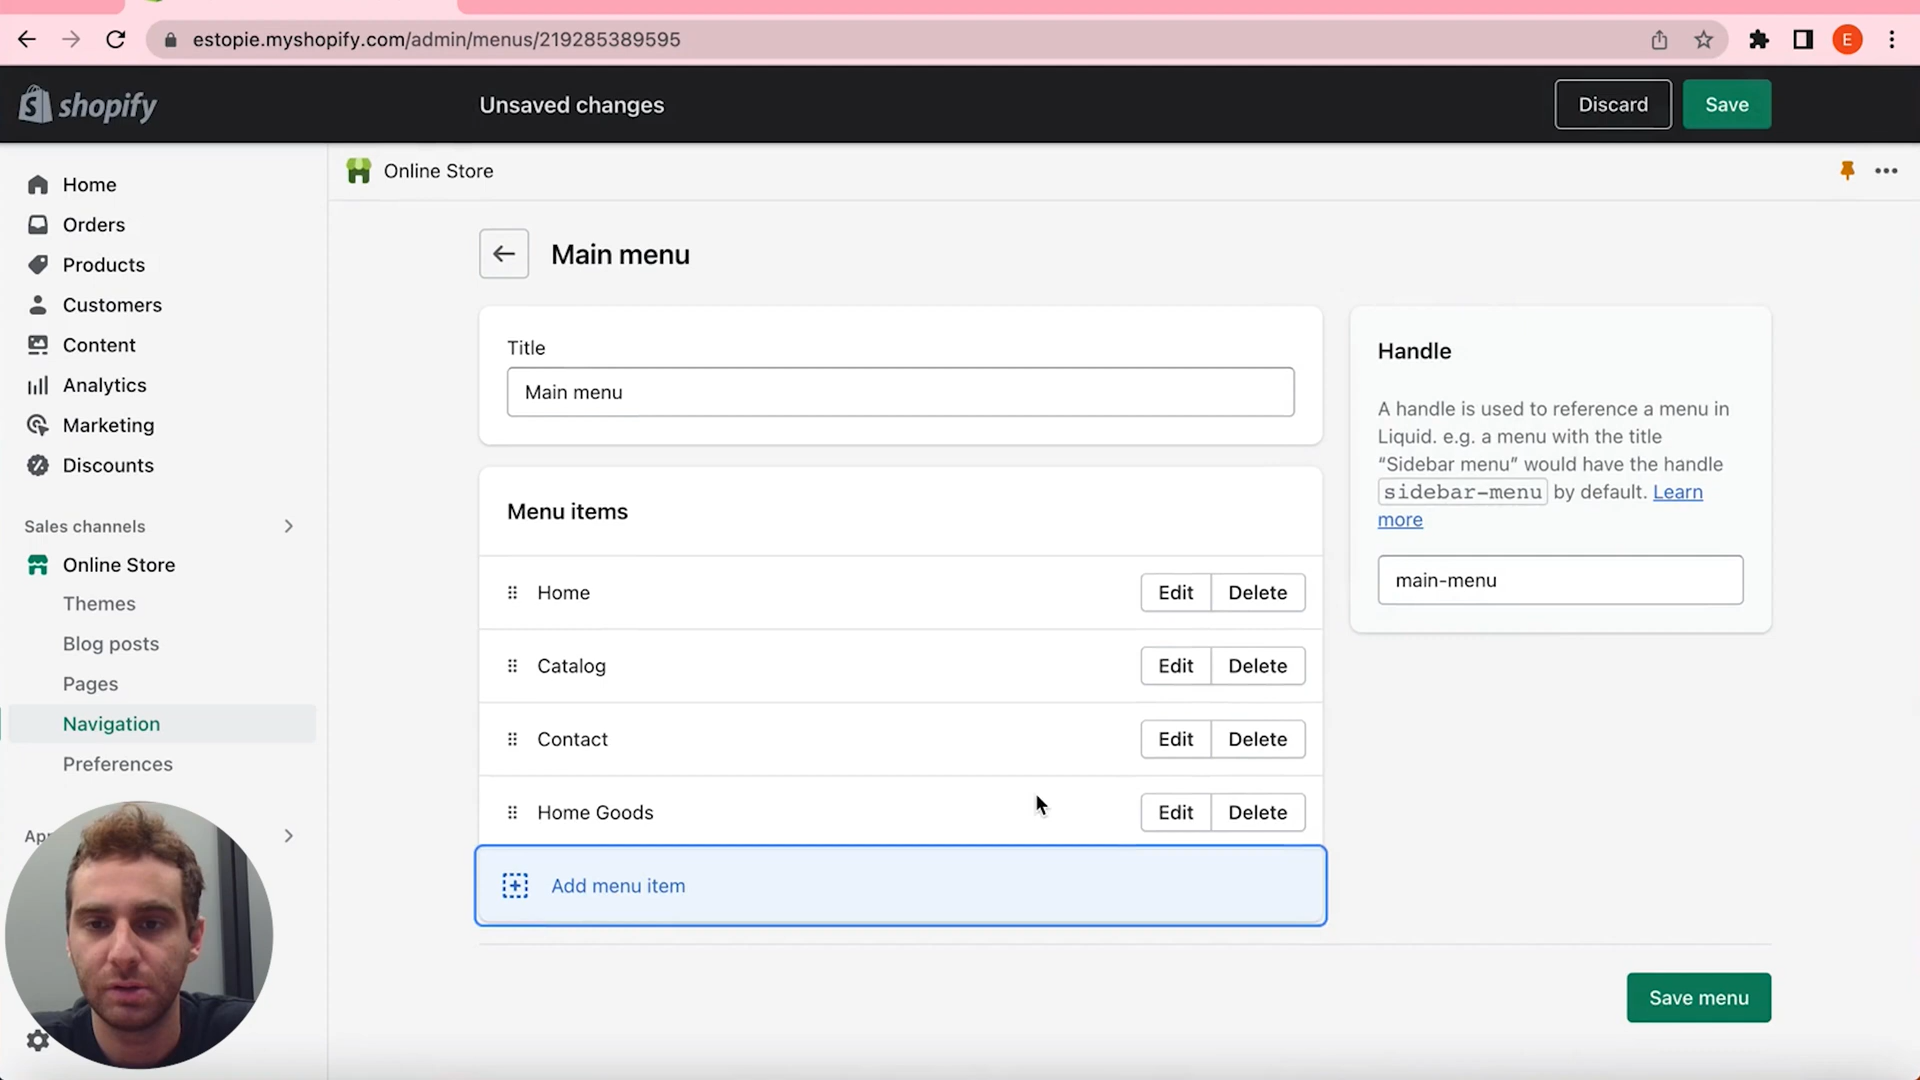 estopie.myshopify.com/admin/menus/219285389595
E
shopify
Unsaved changes
Discard
Save
Home
Orders
Products
Customers
Content
Analytics
Marketing
Discounts
Sales channels
Online Store
Themes
Blog posts
Pages
Navigation
Preferences
Online Store
Main menu
Title
Main menu
Menu items
Home
Edit
Delete
Catalog
Edit
Delete
Contact
Edit
Delete
Home Goods
Edit
Delete
Add menu item
Handle
A handle is used to reference a menu in
Liquid. e.g. a menu with the title
“Sidebar menu” would have the handle
sidebar-menu by default. Learn
more
main-menu
Save menu